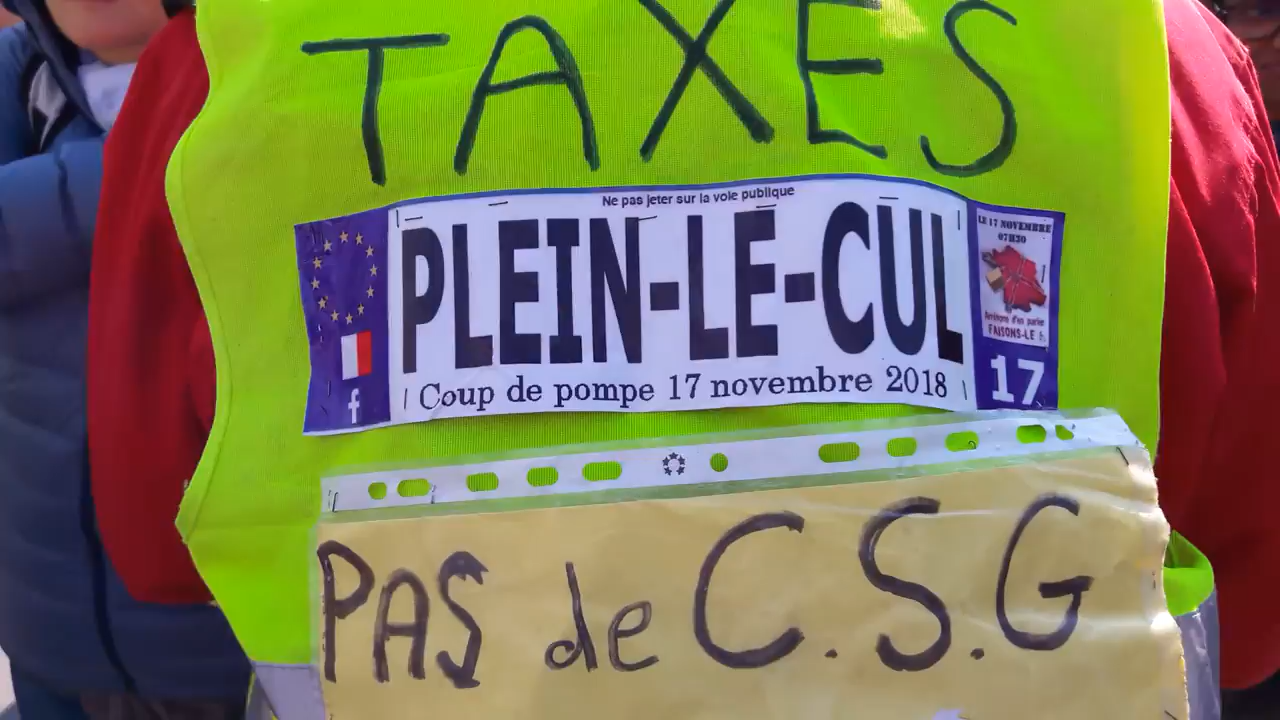 TAXES
Ne pas jeter sur la voie publique
PLEIN-LE-CUL
Coup de pompe 17 novembre 2018
f
LE 17 NOVEMBRE
07H30
FAISONS-LE
17
PAS de C.S.G